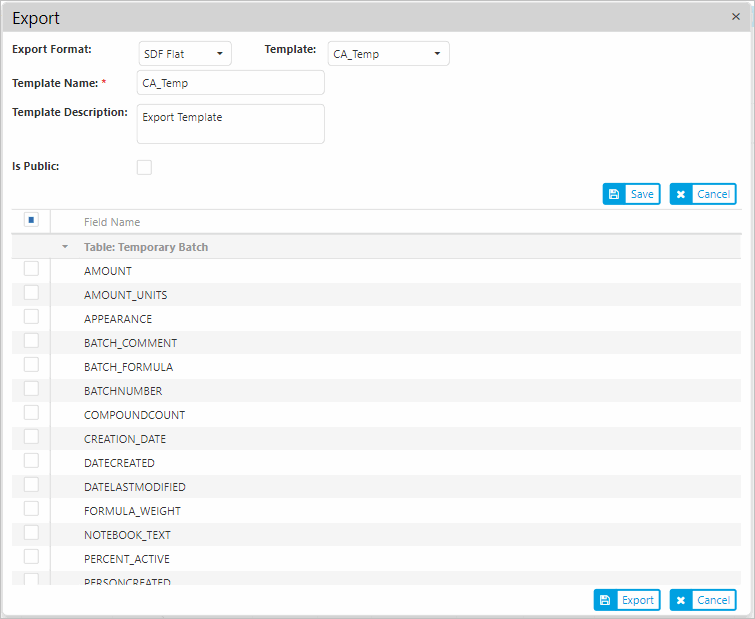 Export
Export Format: SDF Flat Template: CA_Temp
Template Name: * CA_Temp
Template Description: Export Template
Is Public:
Save Cancel
Field Name
Table: Temporary Batch
AMOUNT
AMOUNT_UNITS
APPEARANCE
BATCH_COMMENT
BATCH_FORMULA
BATCHNUMBER
COMPOUNDCOUNT
CREATION_DATE
DATECREATED
DATELASTMODIFIED
FORMULA_WEIGHT
NOTEBOOK_TEXT
PERCENT_ACTIVE
PERSONCREATED
Export Cancel